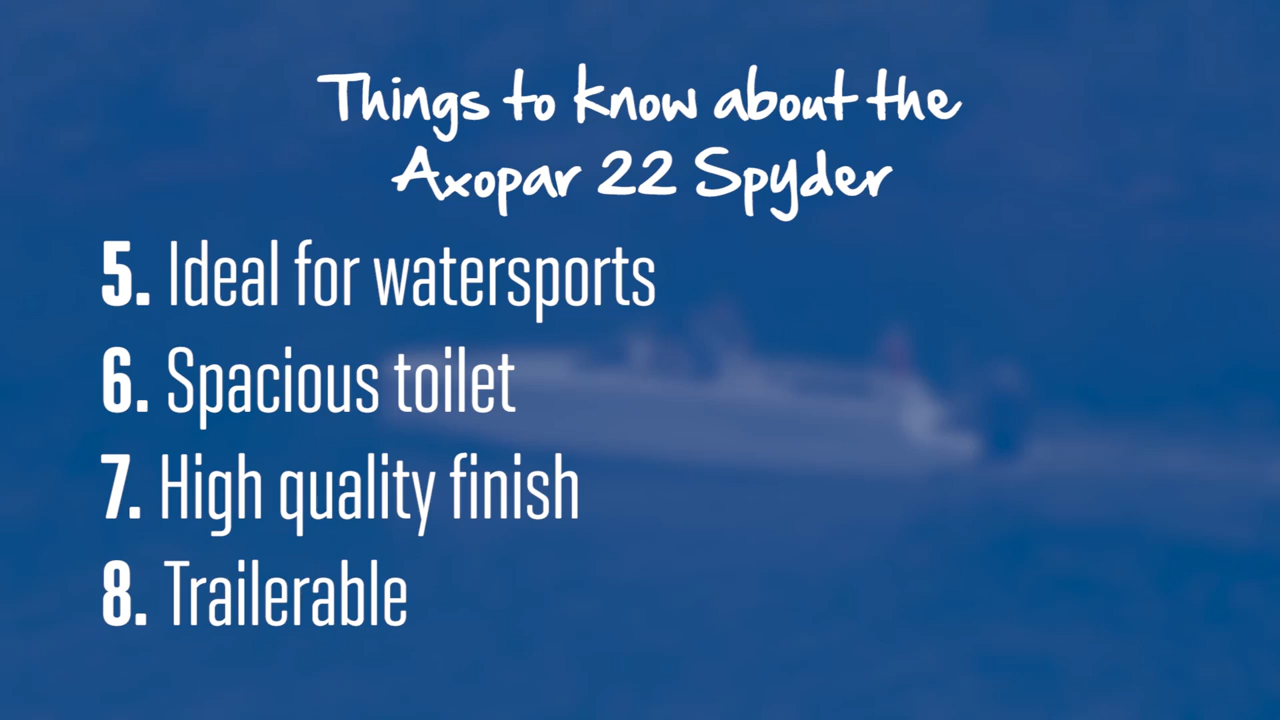 Things to know about the
Axopar 22 Spyder
5. Ideal for watersports
6. Spacious toilet
7. High quality finish
8. Trailerable